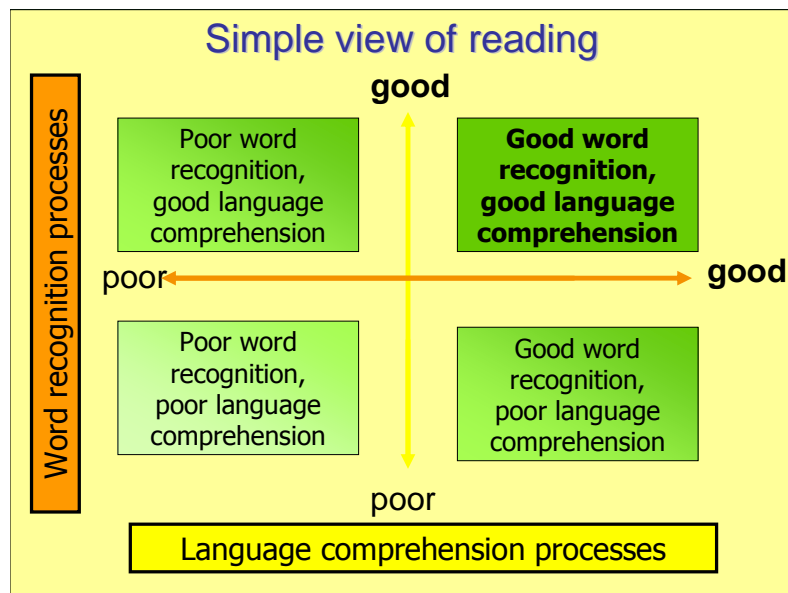 Simple view of reading
good
Word recognition processes
Poor word
recognition,
good language
comprehension
Good word
recognition,
good language
comprehension
poor
good
Poor word
recognition,
poor language
comprehension
Good word
recognition,
poor language
comprehension
poor
Language comprehension processes